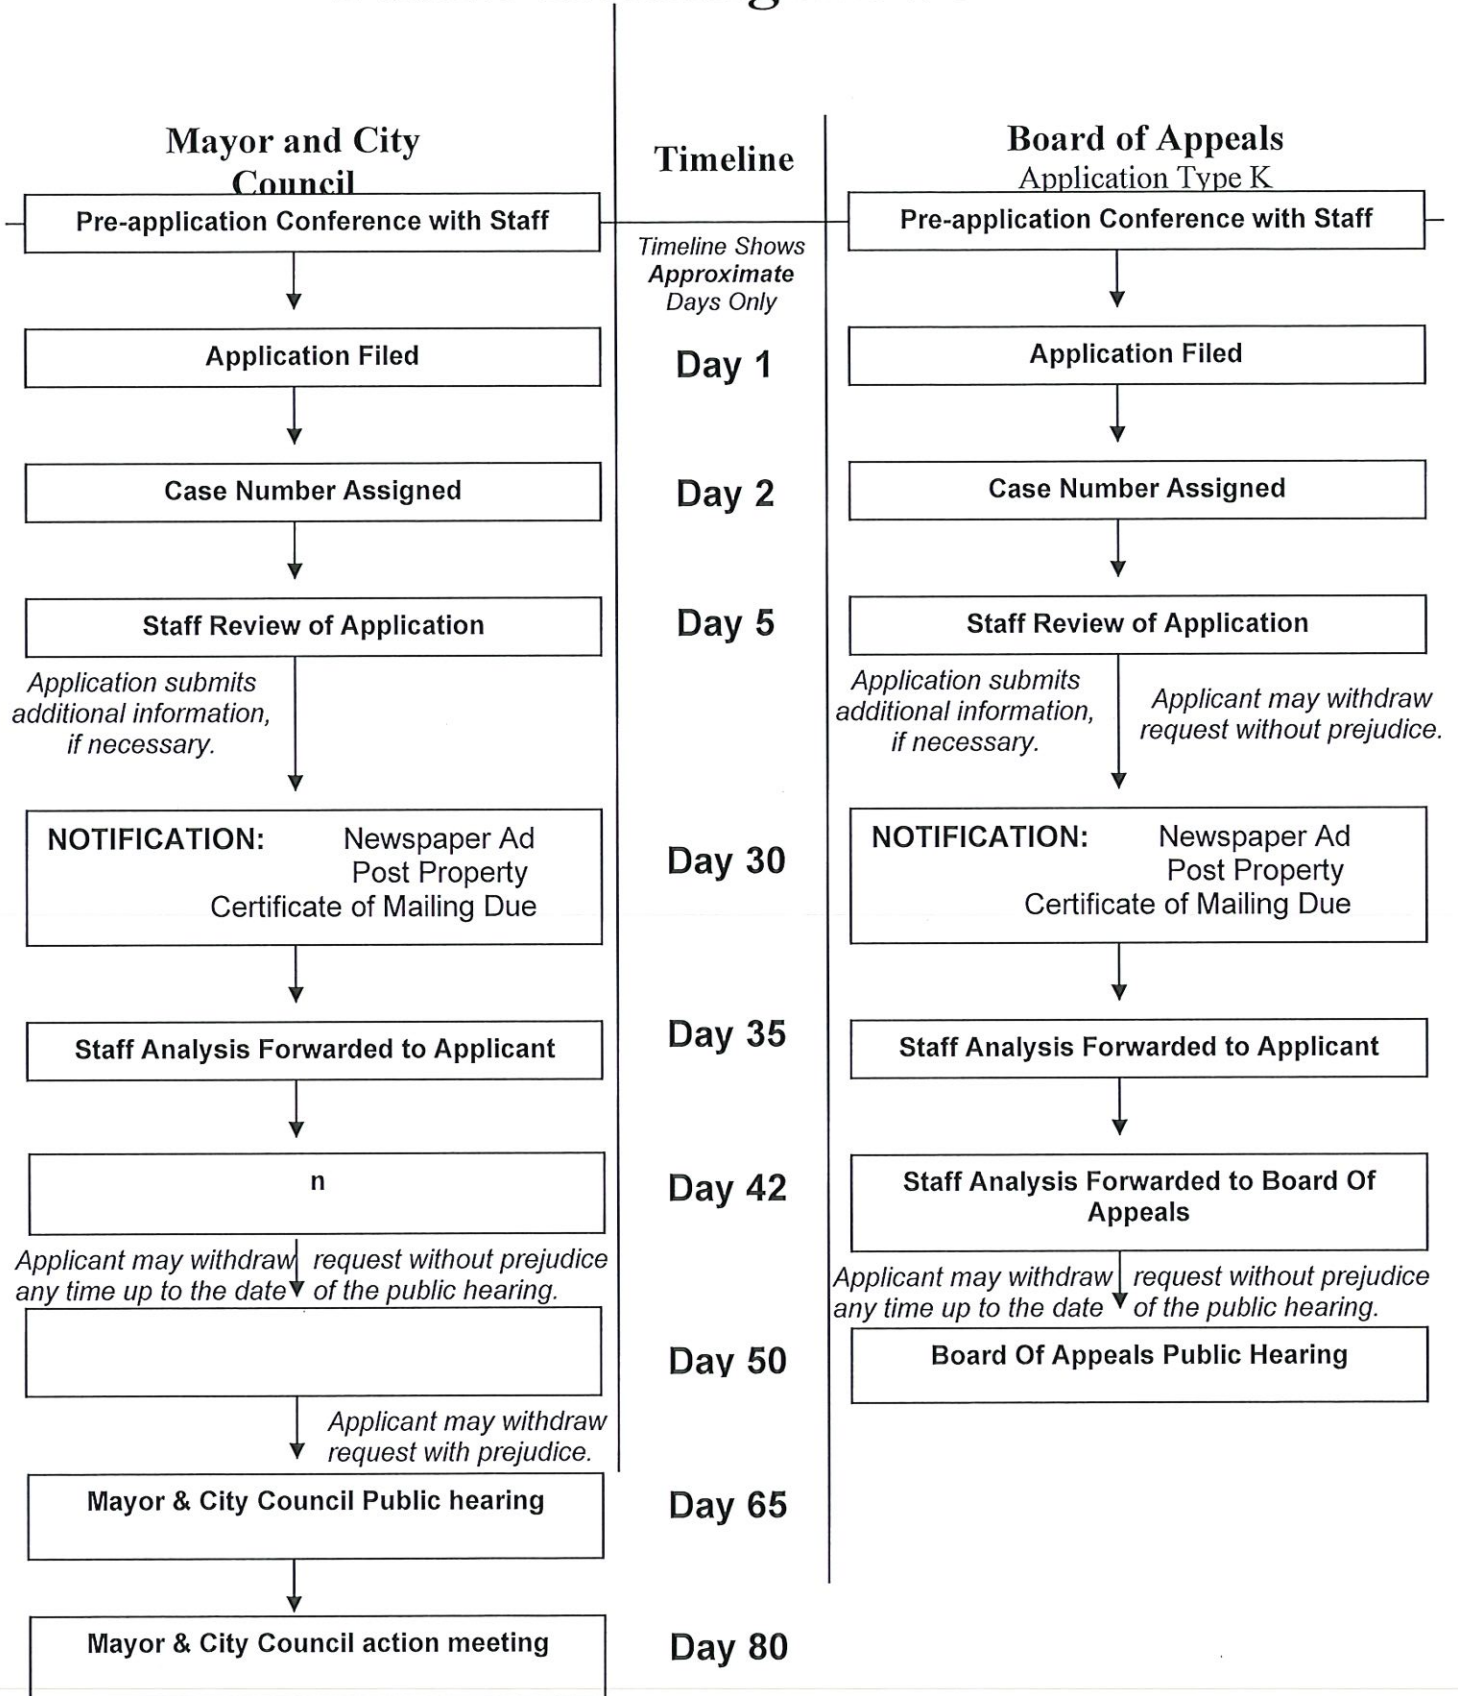 Mayor and City
Council
Pre-application Conference with Staff
Application Filed
Case Number Assigned
Staff Review of Application
Application submits
additional information,
if necessary.
NOTIFICATION: Newspaper Ad
Post Property
Certificate of Mailing Due
Staff Analysis Forwarded to Applicant
n
Applicant may withdraw request without prejudice
any time up to the date of the public hearing.
Applicant may withdraw
request with prejudice.
Mayor & City Council Public hearing
Mayor & City Council action meeting
Timeline
Timeline Shows
Approximate
Days Only
Day 1
Day 2
Day 5
Day 30
Day 35
Day 42
Day 50
Day 65
Day 80
Board of Appeals
Application Type K
Pre-application Conference with Staff
Application Filed
Case Number Assigned
Staff Review of Application
Application submits
additional information,
if necessary.
Applicant may withdraw
request without prejudice.
NOTIFICATION: Newspaper Ad
Post Property
Certificate of Mailing Due
Staff Analysis Forwarded to Applicant
Staff Analysis Forwarded to Board Of
Appeals
Applicant may withdraw request without prejudice
any time up to the date of the public hearing.
Board Of Appeals Public Hearing